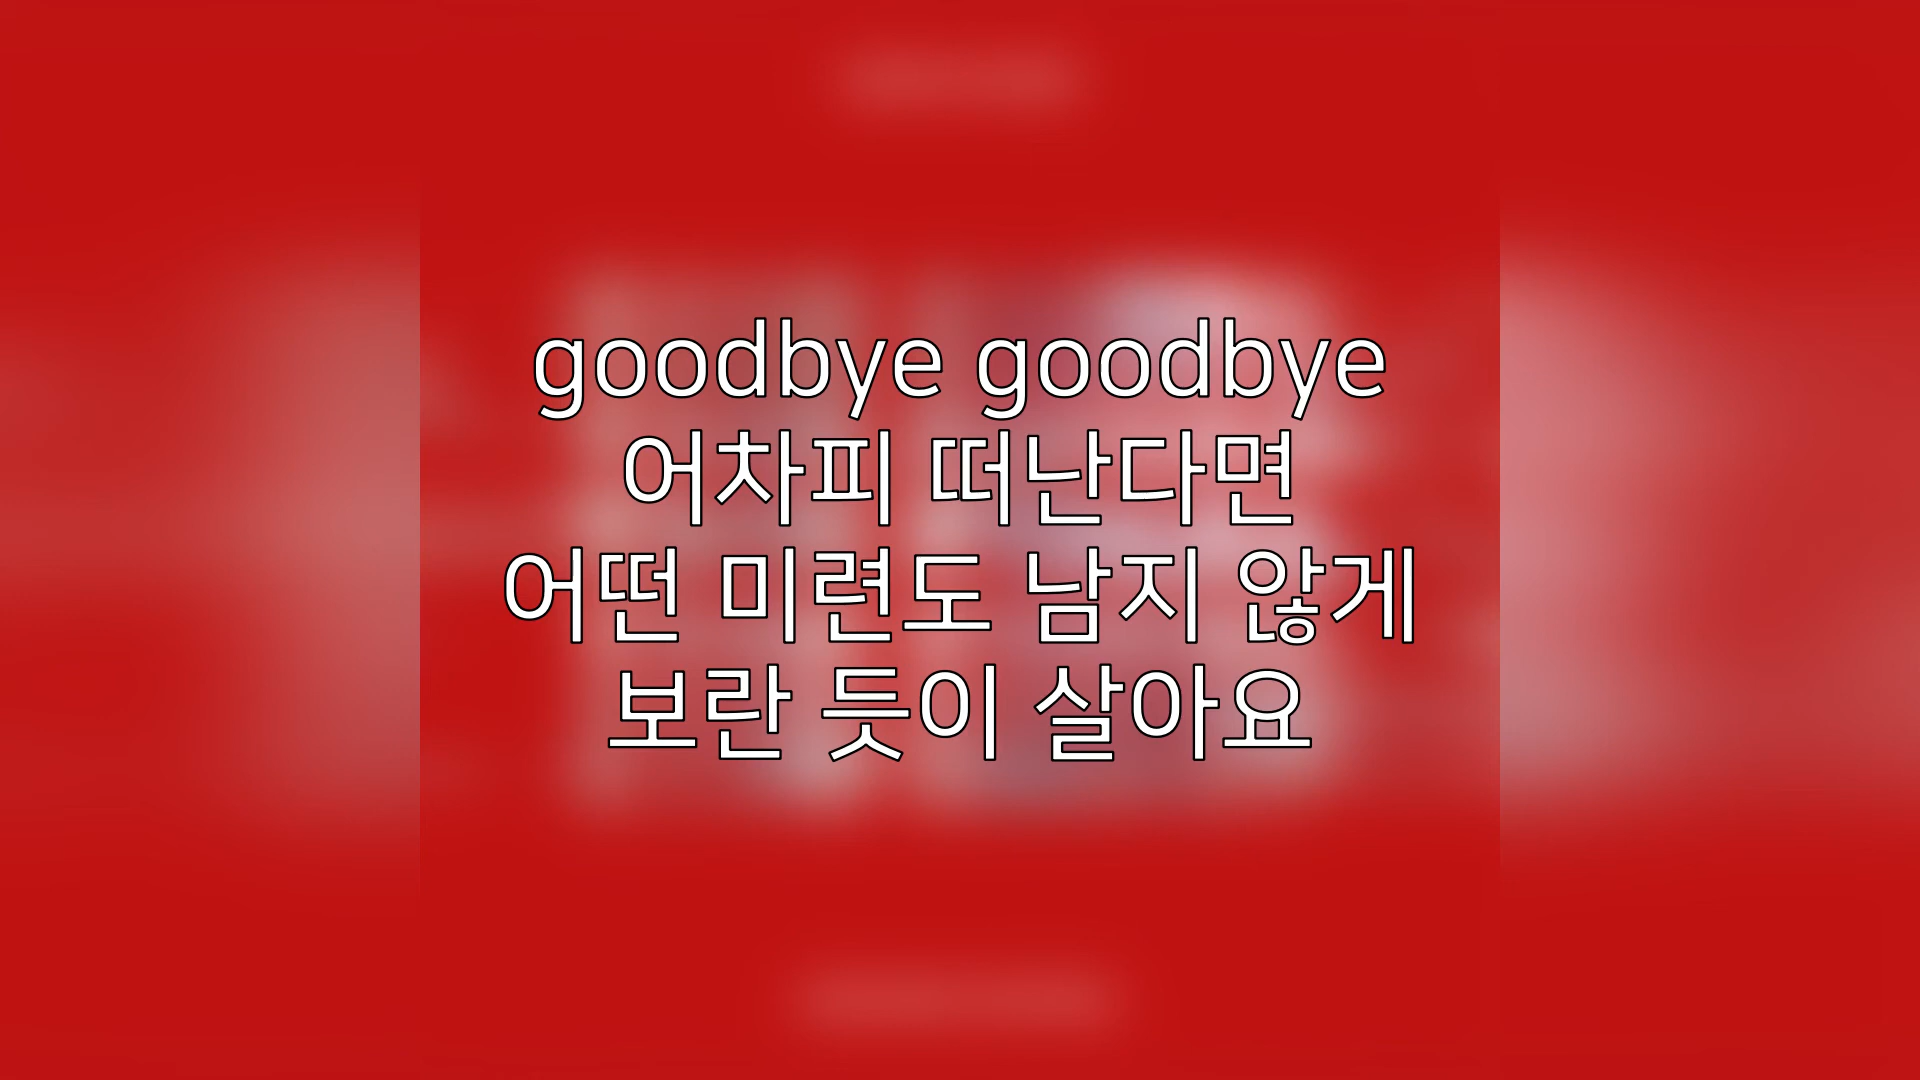 goodbye goodbye
어차피 떠난다면
어떤 미련도 남지 않게
보란 듯이 살아요